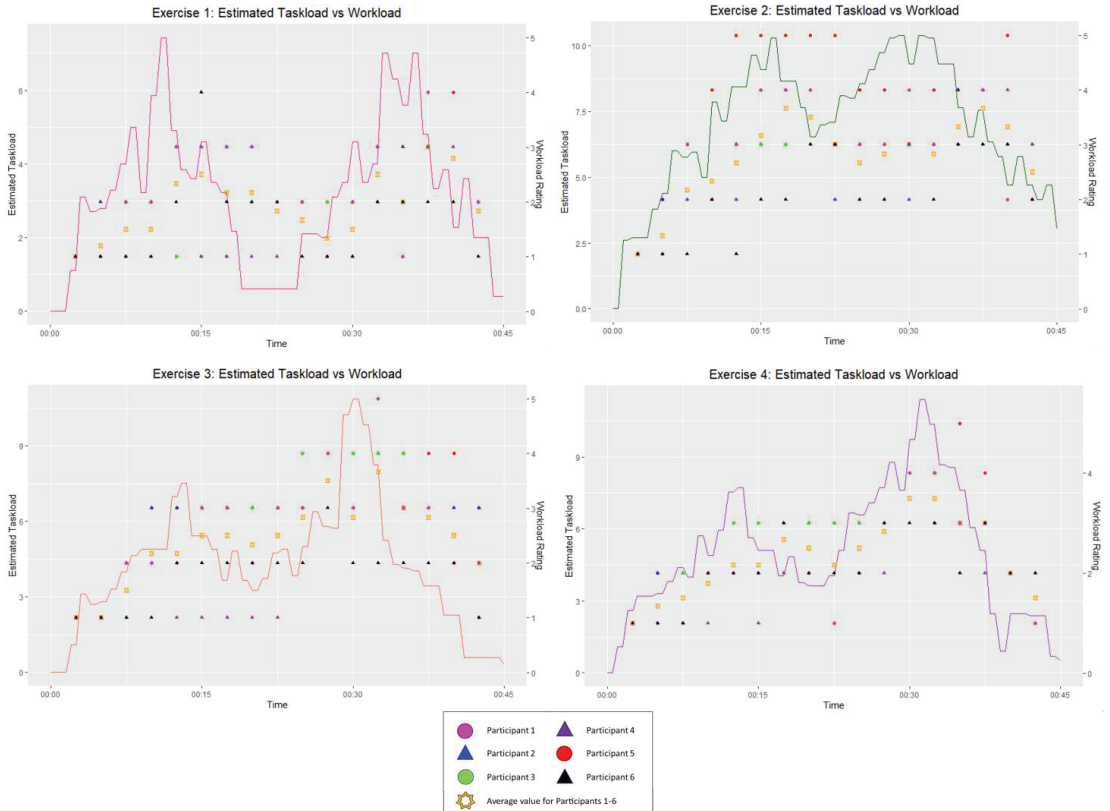 Exercise 1: Estimated Taskload vs Workload
Estimated Taskload
6
4
2
0
5
4
3
2
1
0
Workload Rating
00:00
00:15
00:30
00:45
Time
Exercise 2: Estimated Taskload vs Workload
Estimated Taskload
10.0
7.5
5.0
2.5
0.0
5
4
3
2
1
0
Workload Rating
00:00
00:15
00:30
00:45
Time
Exercise 3: Estimated Taskload vs Workload
Estimated Taskload
9
6
3
0
5
4
3
2
1
0
Workload Rating
00:00
00:15
00:30
00:45
Time
Exercise 4: Estimated Taskload vs Workload
Estimated Taskload
9
6
3
0
4
2
0
Workload Rating
00:00
00:15
00:30
00:45
Time
Participant 1
Participant 4
Participant 2
Participant 5
Participant 3
Participant 6
Average value for Participants 1-6